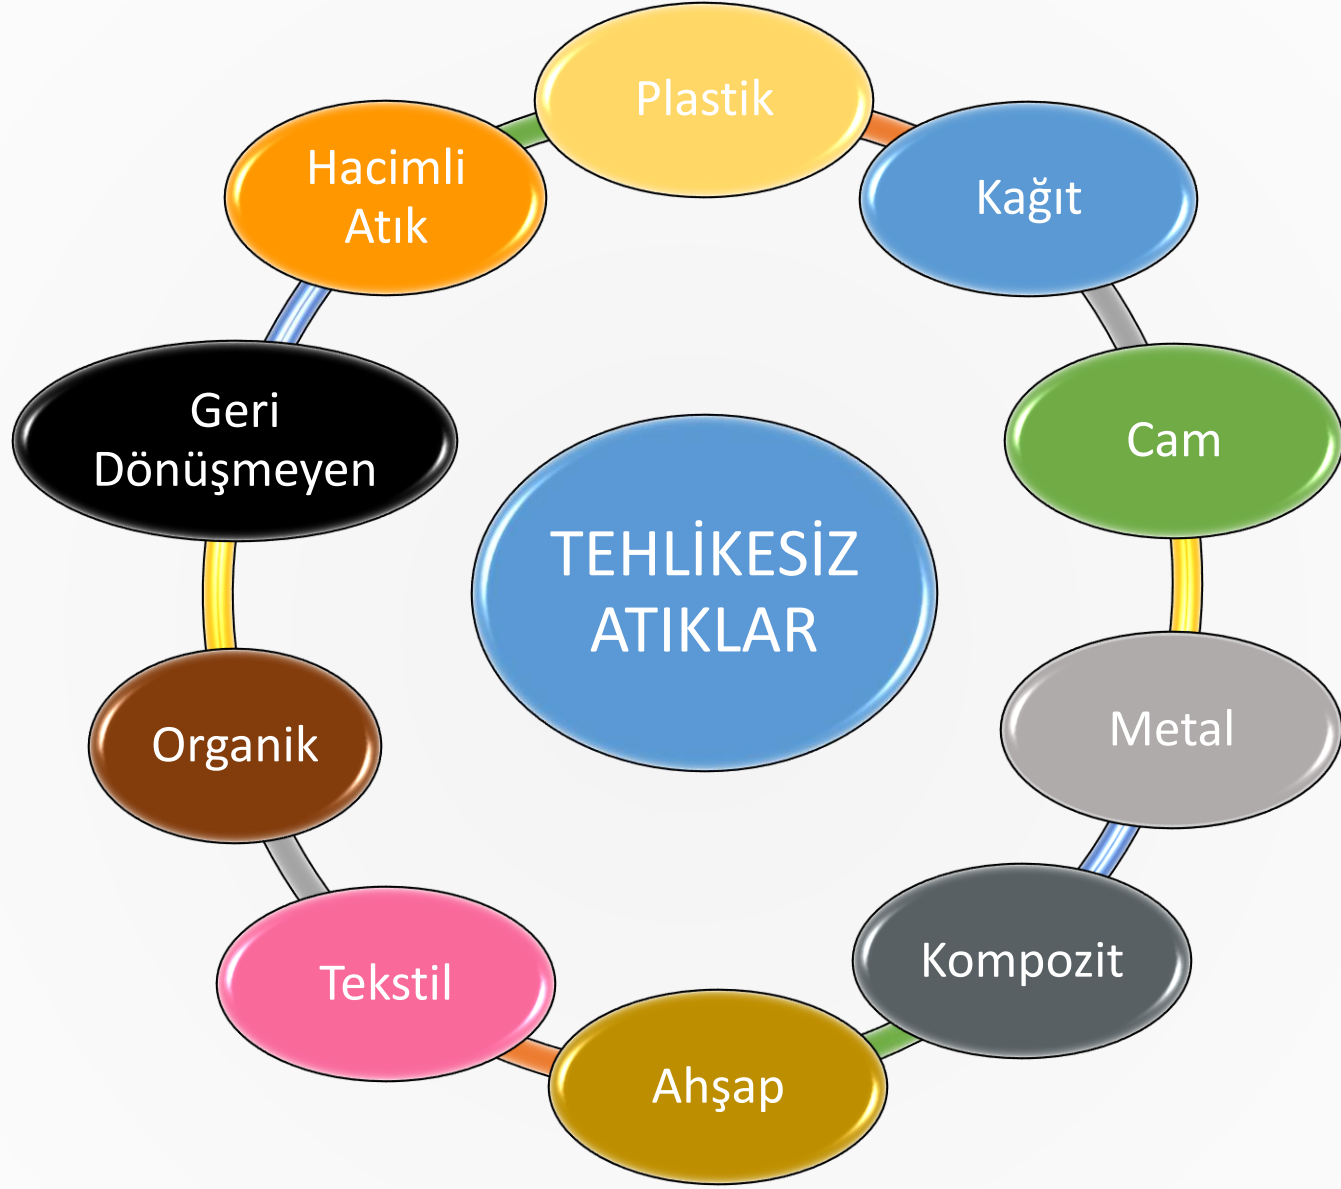 Plastik
Kağıt
Cam
Metal
Kompozit
Ahşap
Tekstil
Organik
Geri
Dönüşmeyen
Hacimli
Atık
TEHLİKESİZ
ATIKLAR